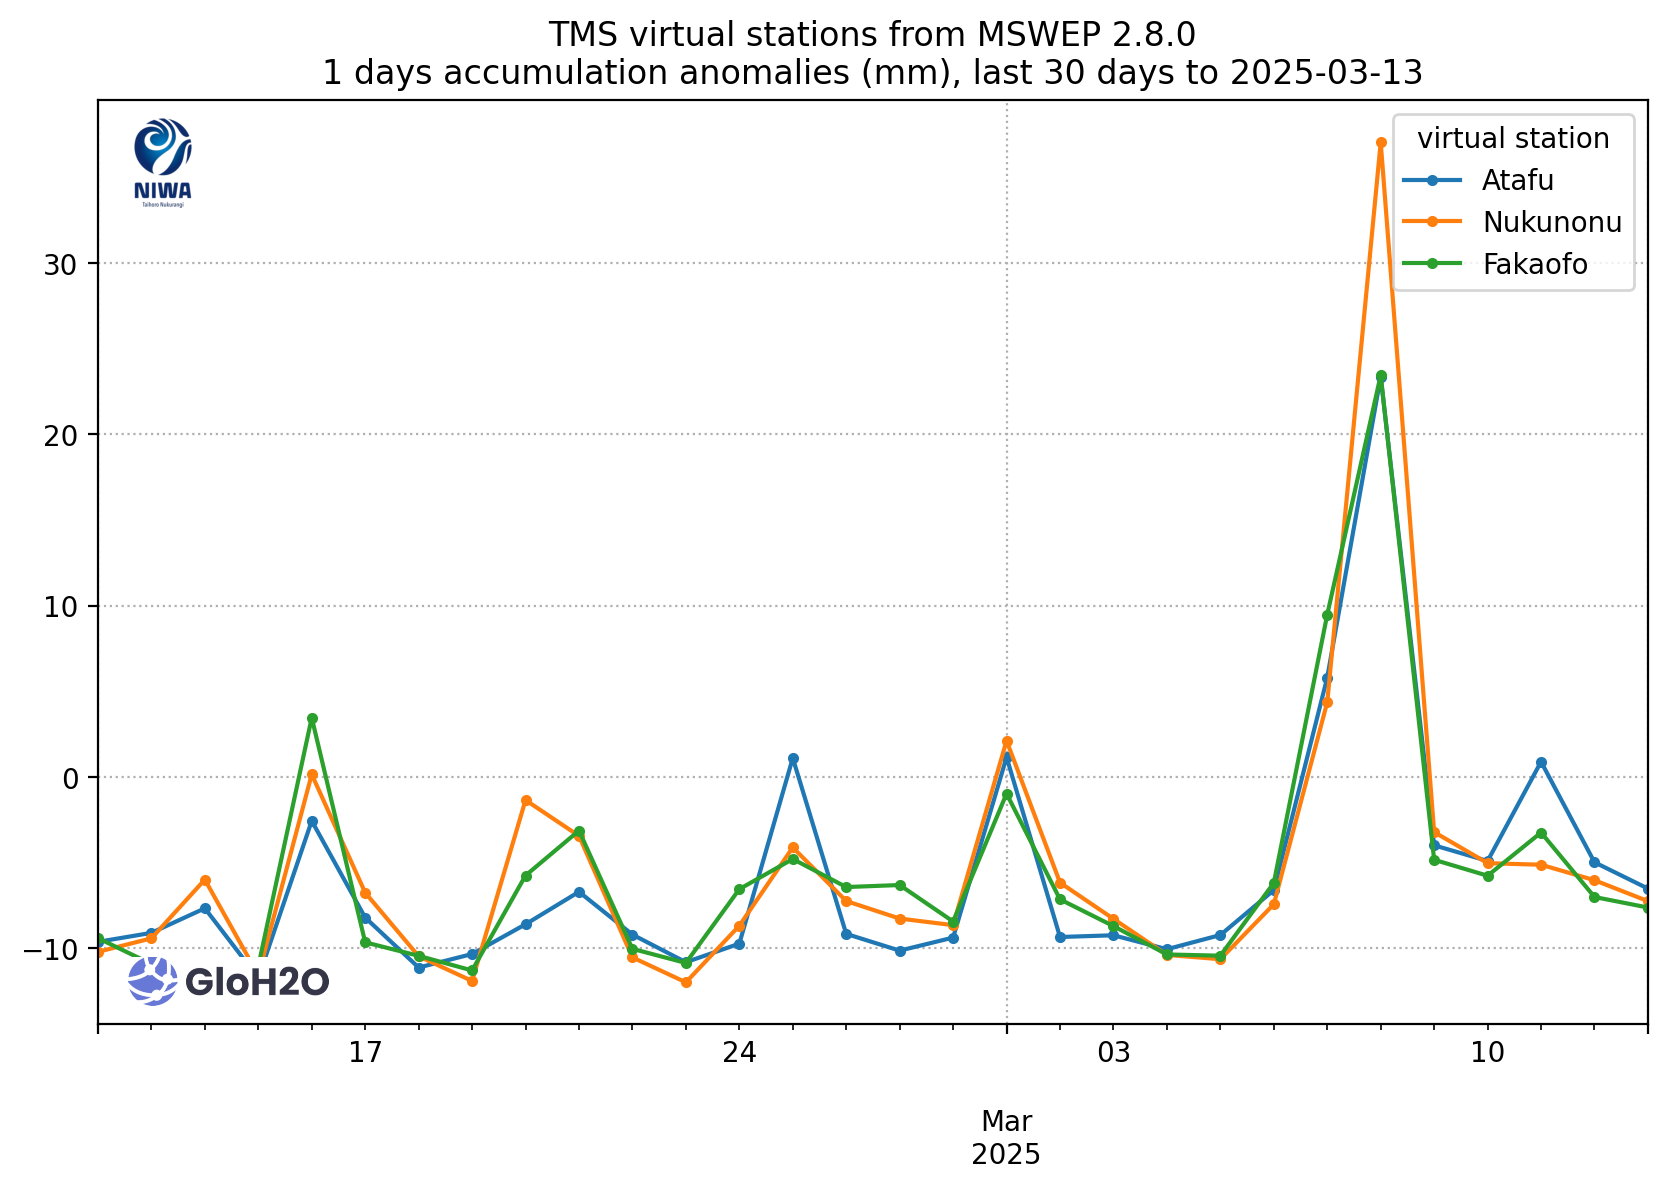 TMS virtual stations from MSWEP 2.8.0
1 days accumulation anomalies (mm), last 30 days to 2025-03-13
NIWA
Taihoro Nukurangi
virtual station
Atafu
Nukunonu
Fakaofo
30
20
10
0
−10
GloH2O
17
24
03
10
Mar
2025